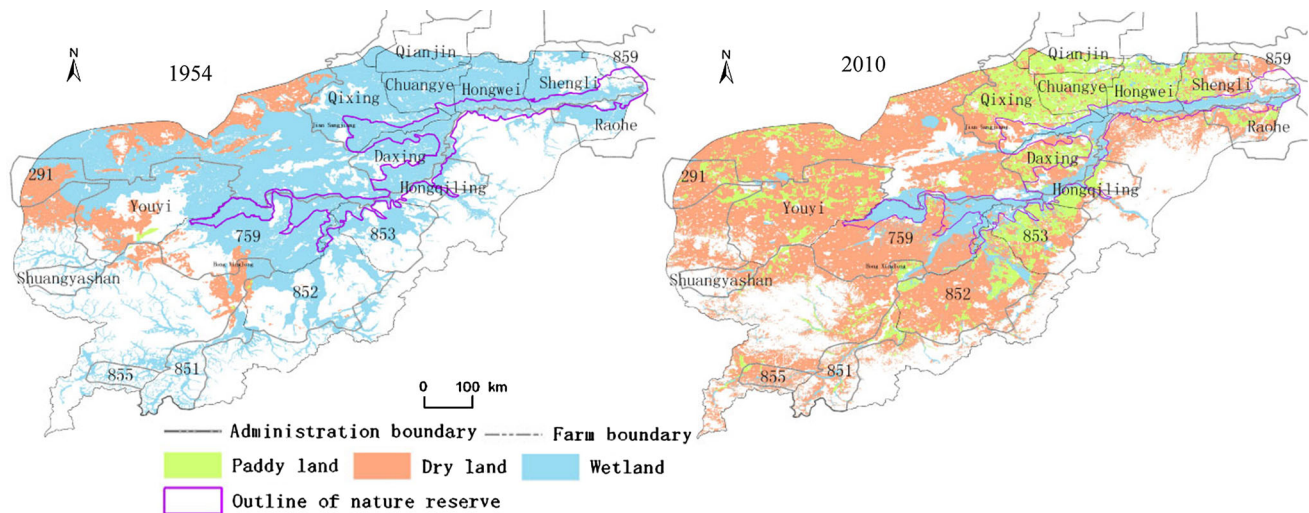 N
1954
Qianjin
859
Chuangye
Shengli
Hongwei
Qixing
Raohe
Daxing
291
Hongqiling
Youyi
759
853
Shuangyashan
852
851
855
0 100 km
N
2010
Qianjin
859
Chuangye
Shengli
Hongwei
Qixing
Raohe
Daxing
291
Hongqiling
Youyi
759
853
Shuangyashan
852
851
855
Administration boundary
Farm boundary
Paddy land
Dry land
Wetland
Outline of nature reserve